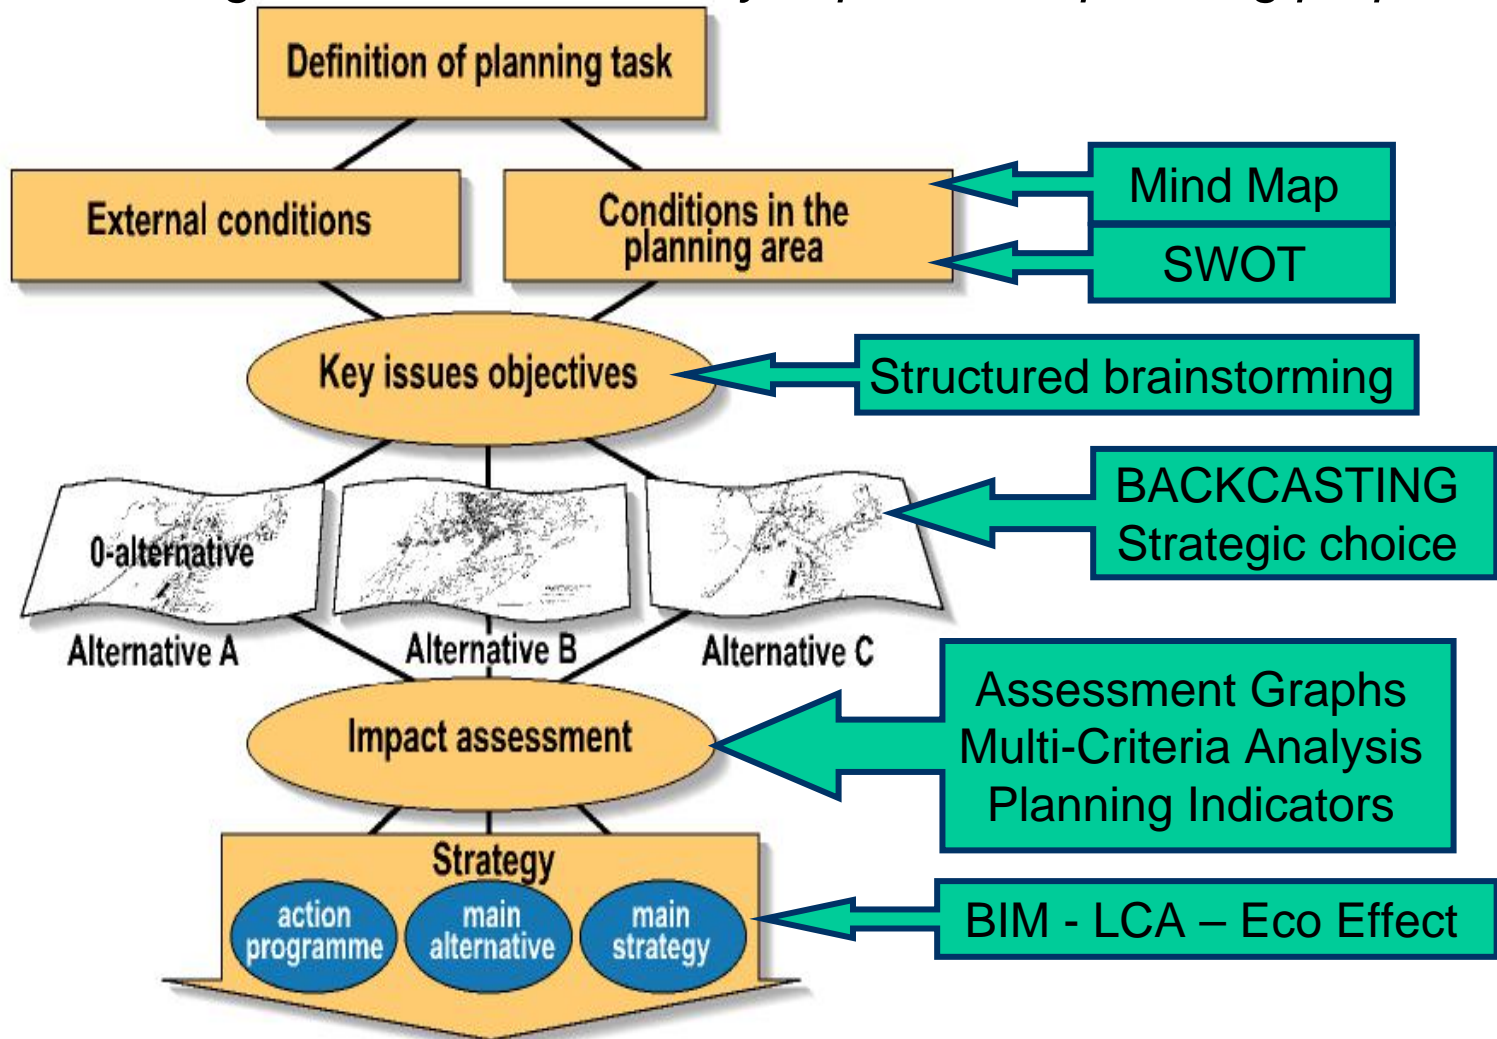 Definition of planning task
External conditions
Conditions in the
planning area
Mind Map
SWOT
Key issues objectives
Structured brainstorming
0-alternative
BACKCASTING
Strategic choice
Alternative A
Alternative B
Alternative C
Impact assessment
Assessment Graphs
Multi-Criteria Analysis
Planning Indicators
Strategy
action
programme
main
alternative
main
strategy
BIM - LCA – Eco Effect